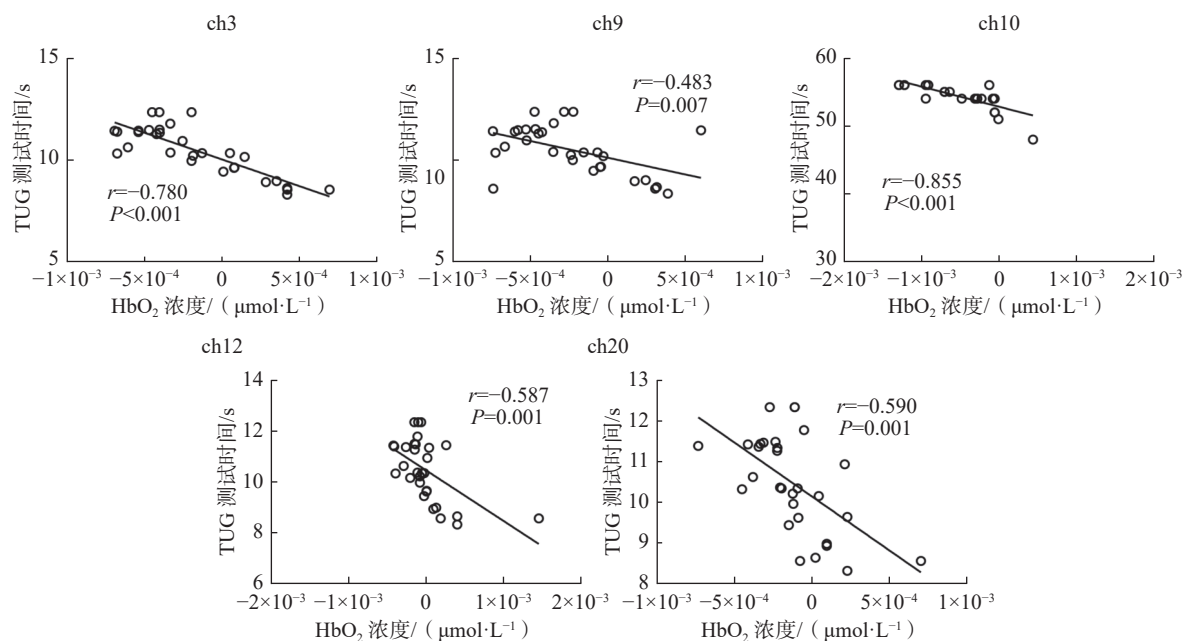 ch3
15
10
5
TUG 测试时间/s
r=−0.780
P<0.001
−1×10⁻³ −5×10⁻⁴ 0 5×10⁻⁴ 1×10⁻³
HbO₂ 浓度/（μmol·L⁻¹
ch9
15
10
5
TUG 测试时间/s
r=−0.483
P=0.007
−1×10⁻³ −5×10⁻⁴ 0 5×10⁻⁴ 1×10⁻³
HbO₂ 浓度/（μmol·L⁻¹
ch10
60
50
40
30
TUG 测试时间/s
r=−0.855
P<0.001
−2×10⁻³ −1×10⁻³ 0 1×10⁻³ 2×10⁻³
HbO₂ 浓度/（μmol·L⁻¹
ch12
14
12
10
8
6
TUG 测试时间/s
r=−0.587
P=0.001
−2×10⁻³ −1×10⁻³ 0 1×10⁻³ 2×10⁻³
HbO₂ 浓度/（μmol·L⁻¹
ch20
13
12
11
10
9
8
TUG 测试时间/s
r=−0.590
P=0.001
−1×10⁻³ −5×10⁻⁴ 0 5×10⁻⁴ 1×10⁻³
HbO₂ 浓度/（μmol·L⁻¹